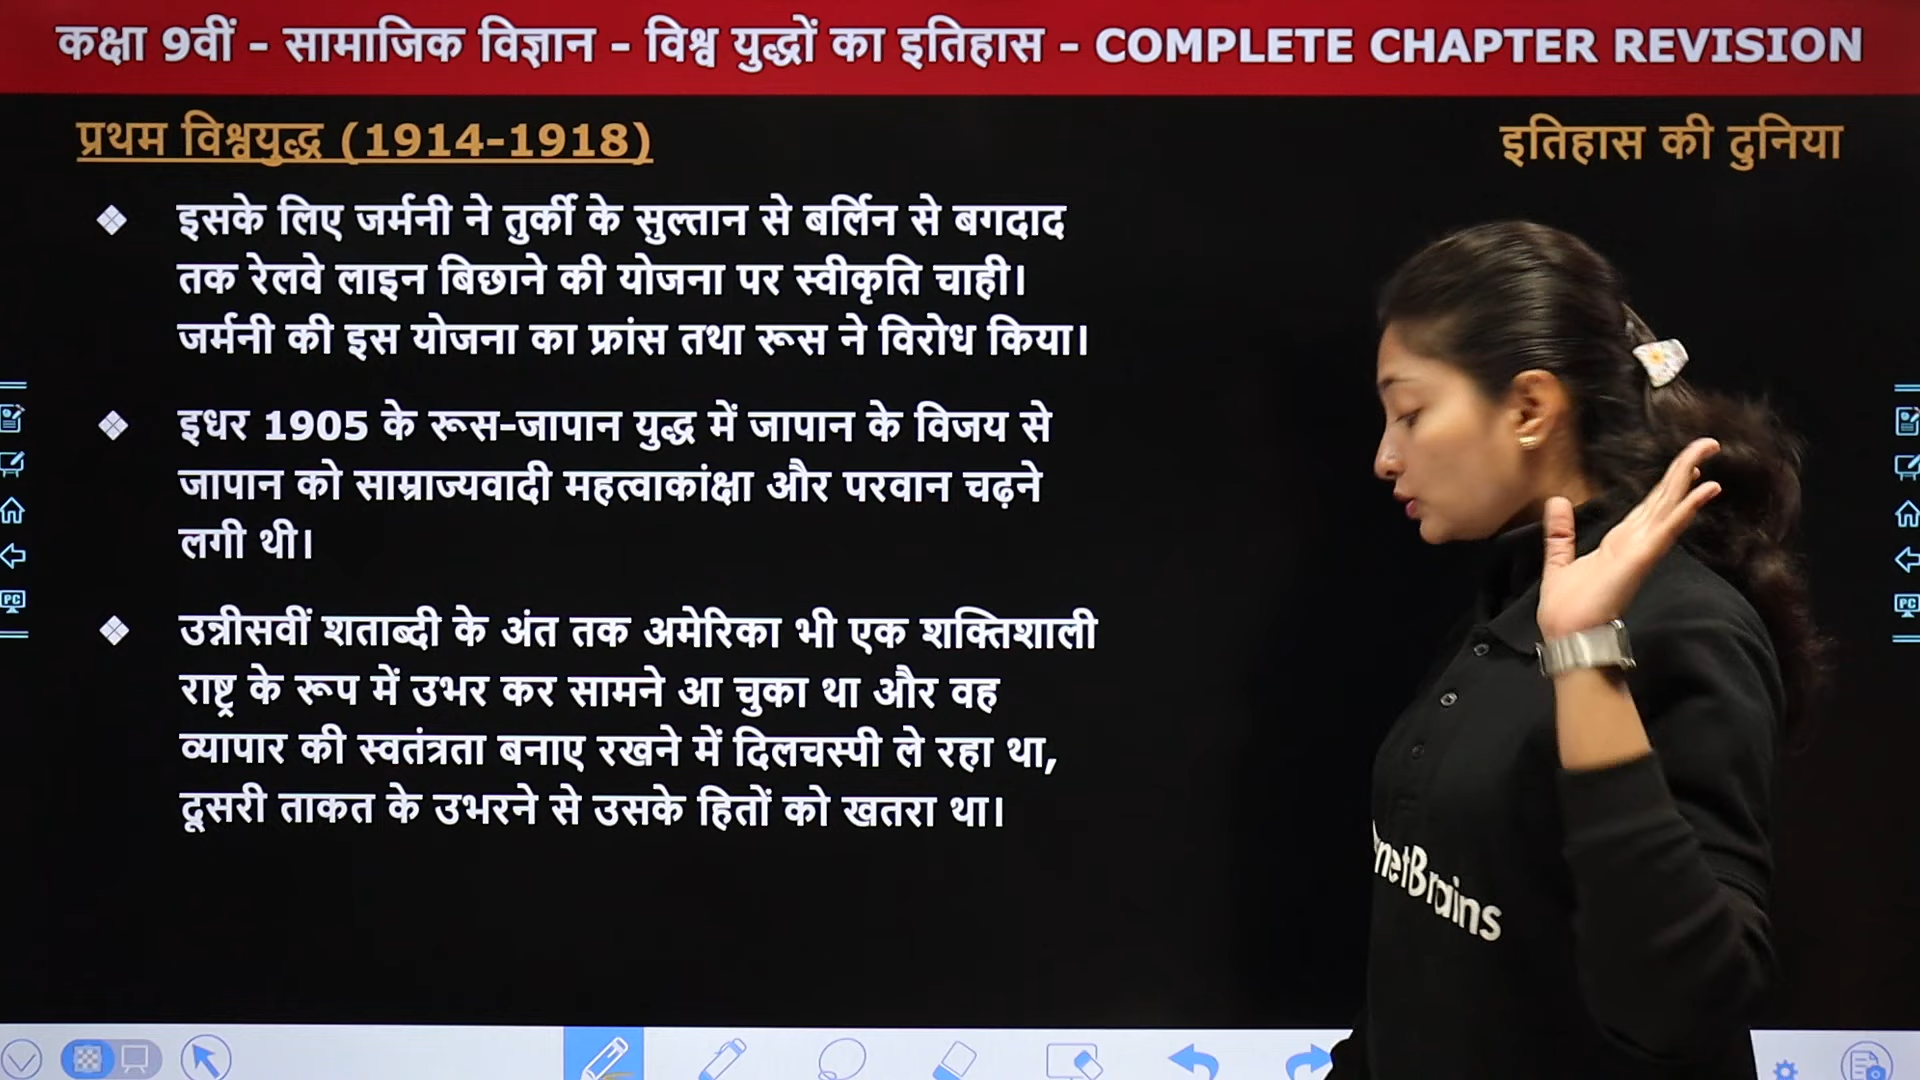 कक्षा 9वीं - सामाजिक विज्ञान - विश्व युद्धों का इतिहास - COMPLETE CHAPTER REVISION
प्रथम विश्वयुद्ध (1914-1918)
इतिहास की दुनिया
❖ इसके लिए जर्मनी ने तुर्की के सुल्तान से बर्लिन से बगदाद
तक रेलवे लाइन बिछाने की योजना पर स्वीकृति चाही।
जर्मनी की इस योजना का फ्रांस तथा रूस ने विरोध किया।
❖ इधर 1905 के रूस-जापान युद्ध में जापान के विजय से
जापान को साम्राज्यवादी महत्वाकांक्षा और परवान चढ़ने
लगी थी।
❖ उन्नीसवीं शताब्दी के अंत तक अमेरिका भी एक शक्तिशाली
राष्ट्र के रूप में उभर कर सामने आ चुका था और वह
व्यापार की स्वतंत्रता बनाए रखने में दिलचस्पी ले रहा था,
दूसरी ताकत के उभरने से उसके हितों को खतरा था।
PC
PC
netBrains